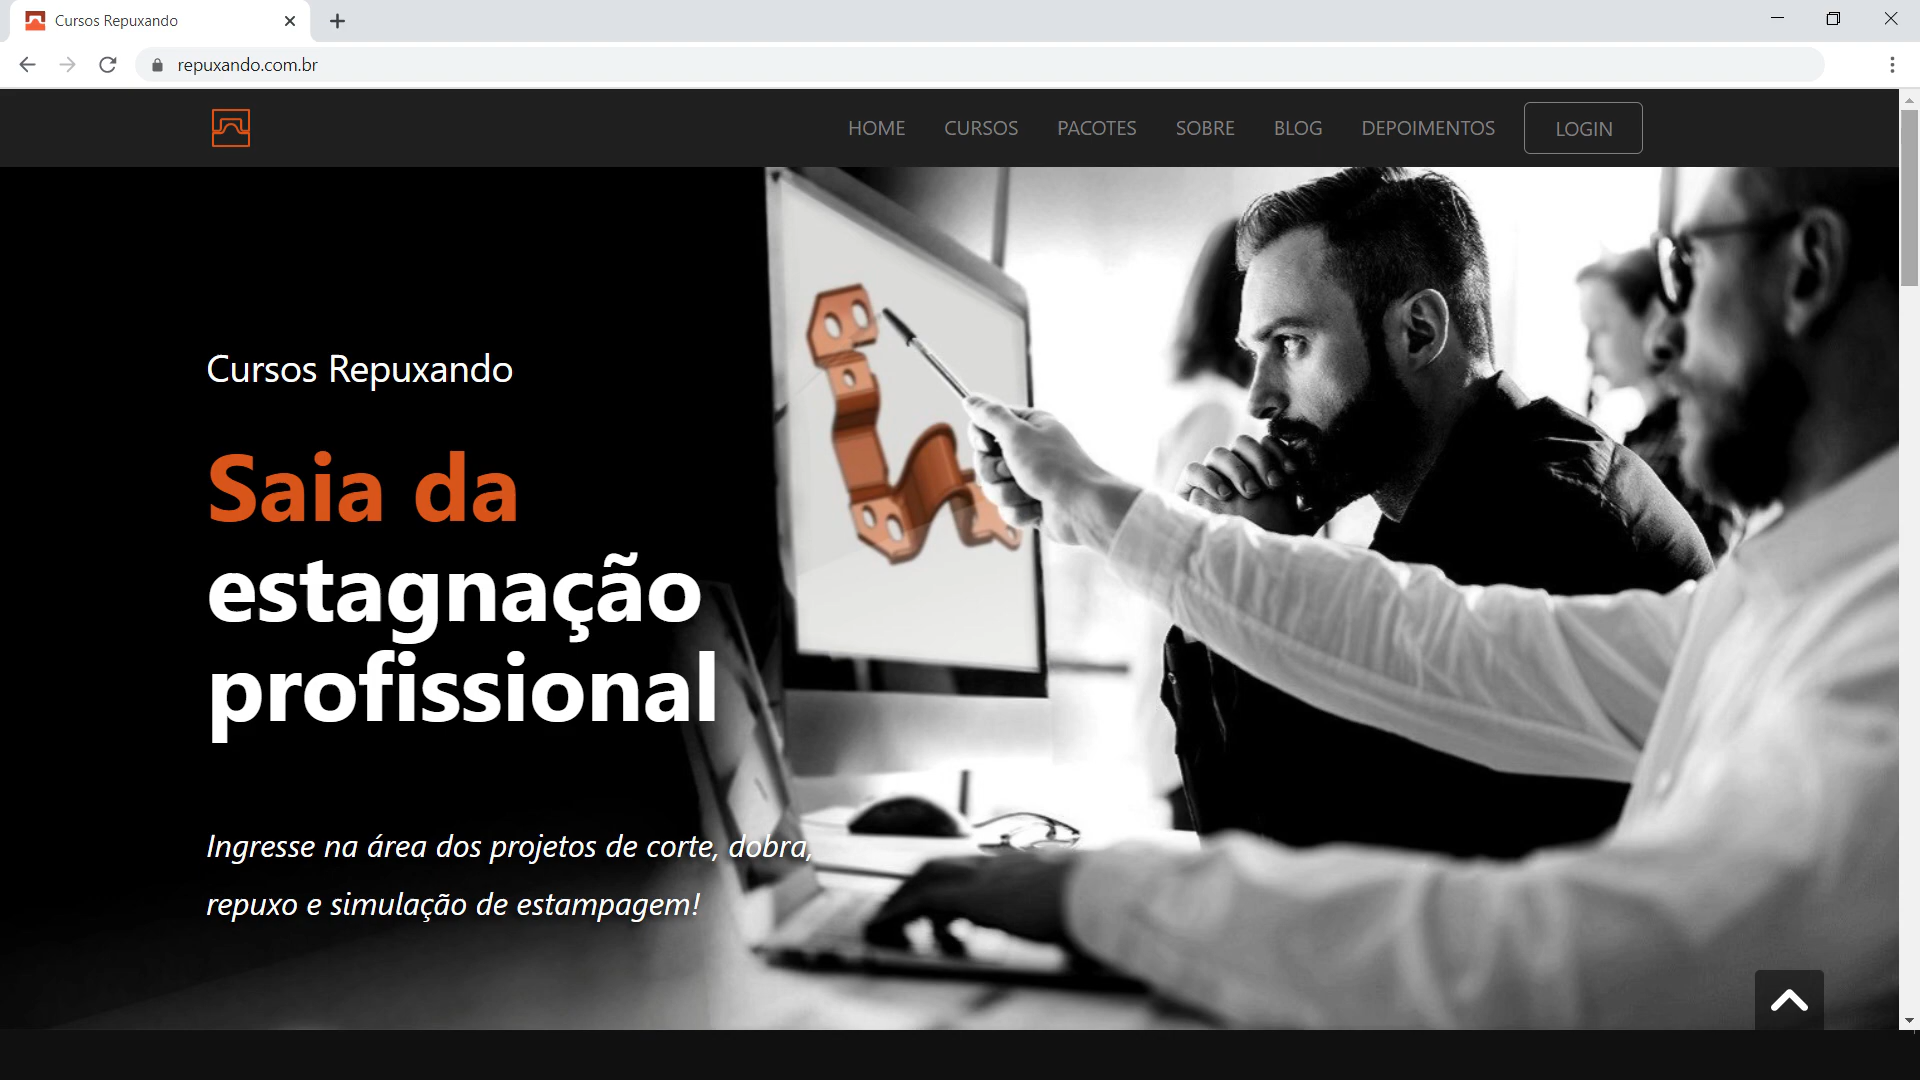 Cursos Repuxando
repuxando.com.br
HOME CURSOS PACOTES SOBRE BLOG DEPOIMENTOS LOGIN
Cursos Repuxando
Saia da
estagnação
profissional
Ingresse na área dos projetos de corte, dobra,
repuxo e simulação de estampagem!